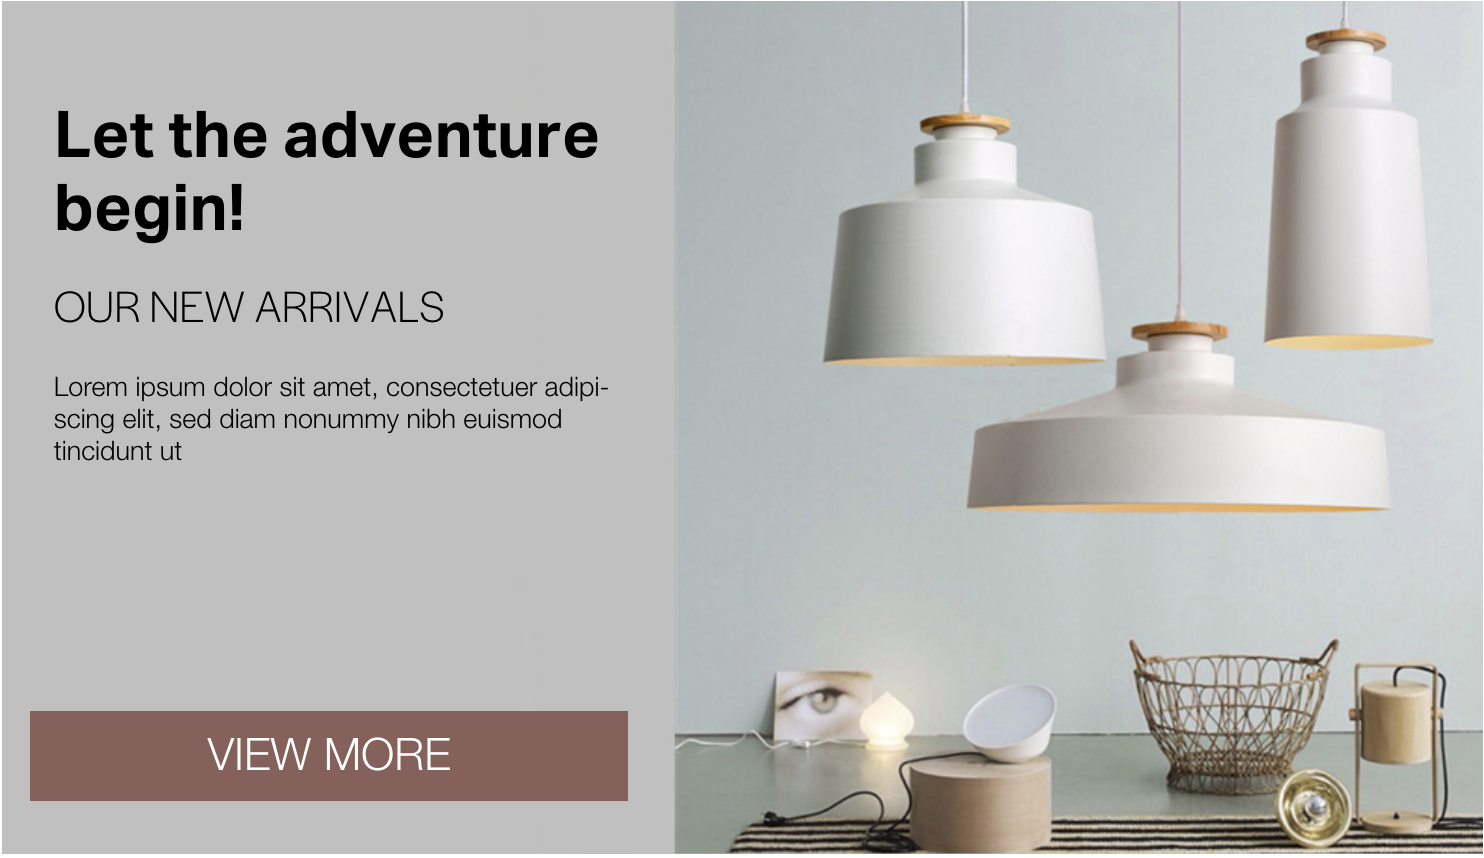 Let the adventure
begin!
OUR NEW ARRIVALS
Lorem ipsum dolor sit amet, consectetuer adipi-
scing elit, sed diam nonummy nibh euismod
tincidunt ut
VIEW MORE